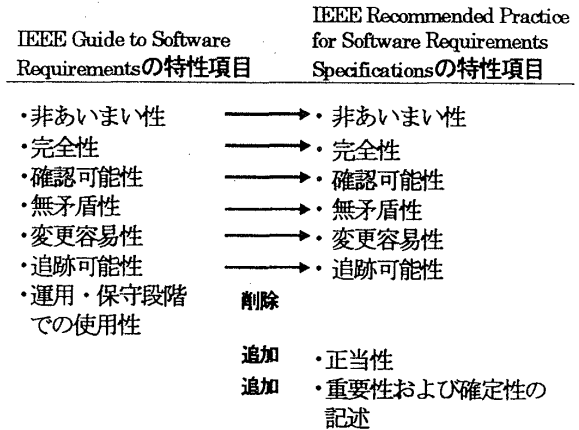 IEEE Guide to Software
Requirementsの特性項目
IEEE Recommended Practice
for Software Requirements
Specificationsの特性項目
・非あいまい性 ・非あいまい性
・完全性 ・完全性
・確認可能性 ・確認可能性
・無矛盾性 ・無矛盾性
・変更容易性 ・変更容易性
・追跡可能性 ・追跡可能性
・運用・保守段階 削除
での使用性
追加 ・正当性
追加 ・重要性および確定性の
記述